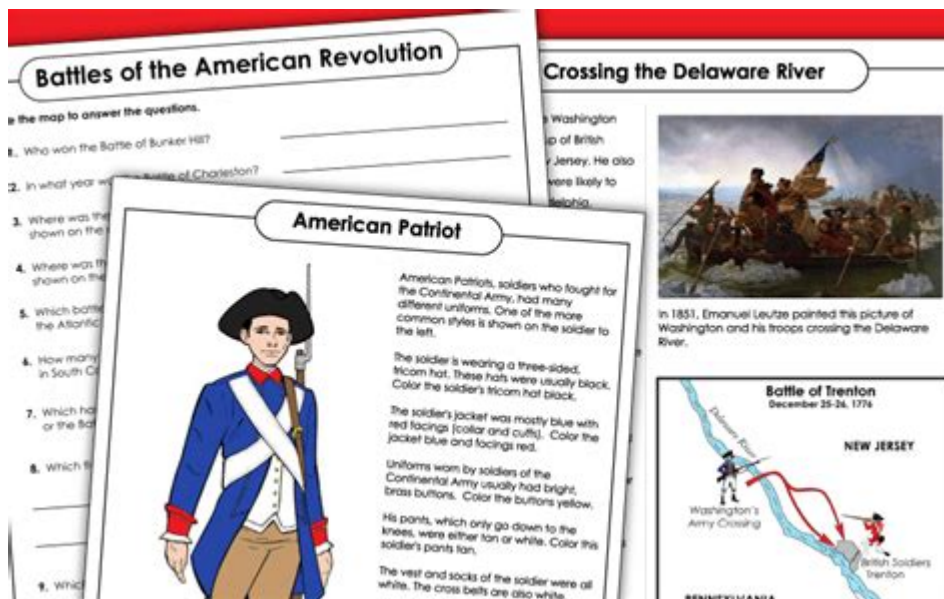 Battles of the American Revolution
the map to answer the questions.
1. Who won the Battle of Bunker Hill?
2. In what year Battle of Charleston?
3. Where was the
shown on the
4. Where was
shown on the
5. Which
the Atlantic
6. How many
in South
7. Which
or the
8. Which
9. Which
American Patriot
American Patriots, soldiers who fought for
the Continental Army, had many
different uniforms. One of the more
common styles is shown on the soldier to
the left.
The soldier is wearing a three-sided,
tricorn hat. These hats were usually black.
Color the soldier's tricorn hat black.
The soldier's jacket was mostly blue with
red facings (collar and cuffs). Color the
jacket blue and facings red.
Uniforms worn by soldiers of the
Continental Army usually had bright,
brass buttons. Color the buttons yellow.
His pants, which only go down to the
knees, were either tan or white. Color this
soldier's pants tan.
The vest and socks of the soldier were all
white. The cross belts are also white.
Crossing the Delaware River
Washington
up of British
Jersey. He also
were likely to
In 1851, Emanuel Leutze painted this picture of
Washington and his troops crossing the Delaware
River.
Battle of Trenton
December 25-26, 1776
Delaware River
NEW JERSEY
Washington's
Army Crossing
British Soldiers
Trenton
PENNSYLVANIA